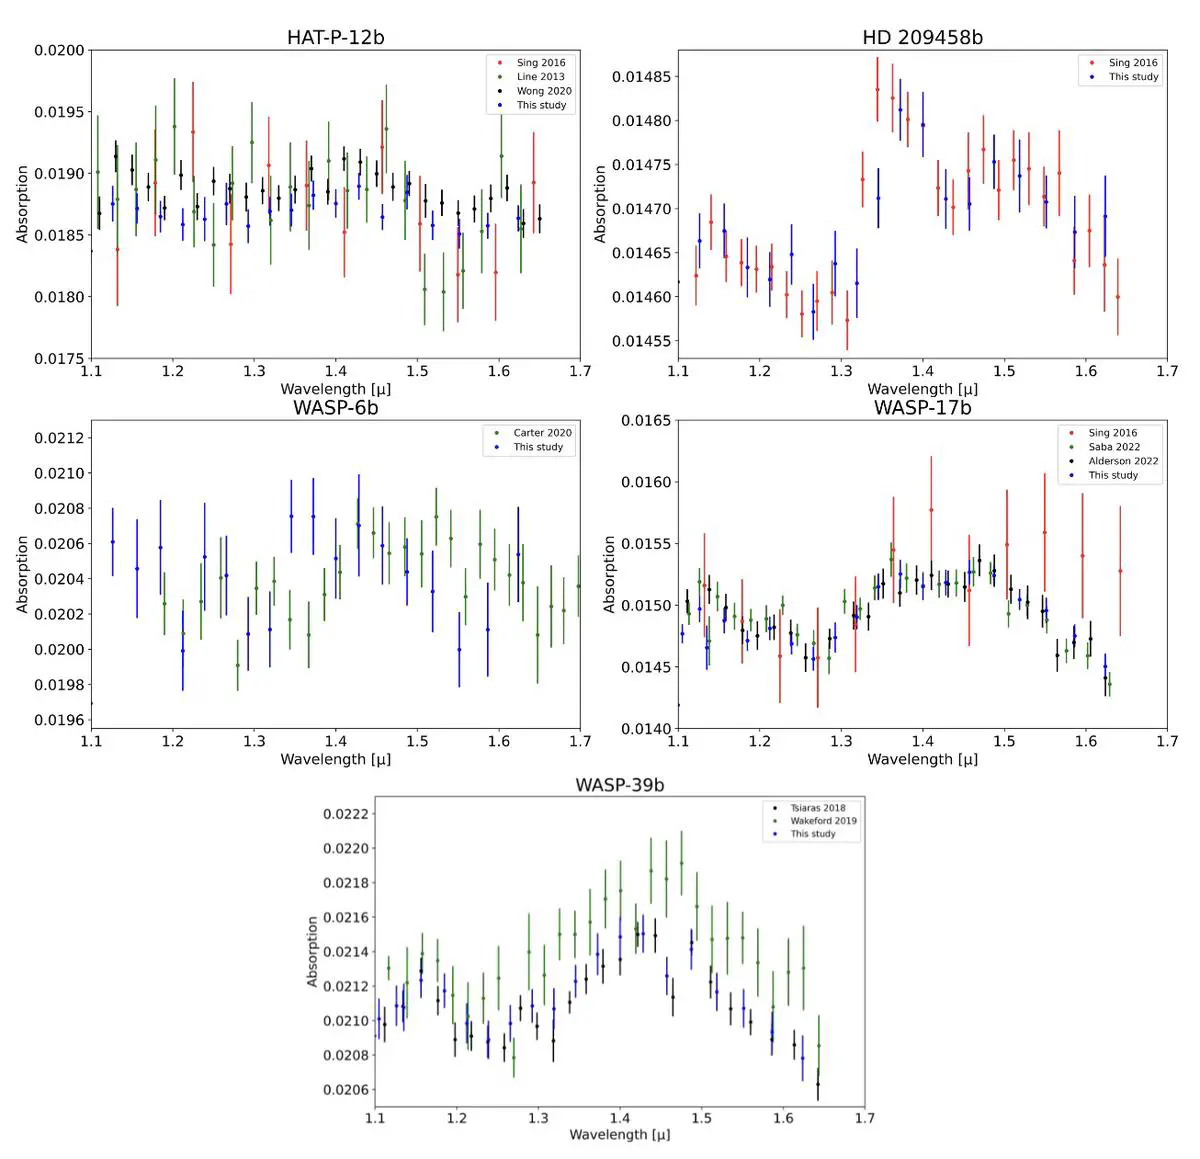 HAT-P-12b
0.0200
0.0195
0.0190
0.0185
0.0180
0.0175
Absorption
Sing 2016
Line 2013
Wong 2020
This study
1.1 1.2 1.3 1.4 1.5 1.6 1.7
Wavelength [μ]
HD 209458b
0.01485
0.01480
0.01475
0.01470
0.01465
0.01460
0.01455
Absorption
Sing 2016
This study
1.1 1.2 1.3 1.4 1.5 1.6 1.7
Wavelength [μ]
WASP-6b
0.0212
0.0210
0.0208
0.0206
0.0204
0.0202
0.0200
0.0198
0.0196
Absorption
Carter 2020
This study
1.1 1.2 1.3 1.4 1.5 1.6 1.7
Wavelength [μ]
WASP-17b
0.0165
0.0160
0.0155
0.0150
0.0145
0.0140
Absorption
Sing 2016
Saba 2022
Alderson 2022
This study
1.1 1.2 1.3 1.4 1.5 1.6 1.7
Wavelength [μ]
WASP-39b
0.0222
0.0220
0.0218
0.0216
0.0214
0.0212
0.0210
0.0208
0.0206
Absorption
Tsiaras 2018
Wakeford 2019
This study
1.1 1.2 1.3 1.4 1.5 1.6 1.7
Wavelength [μ]